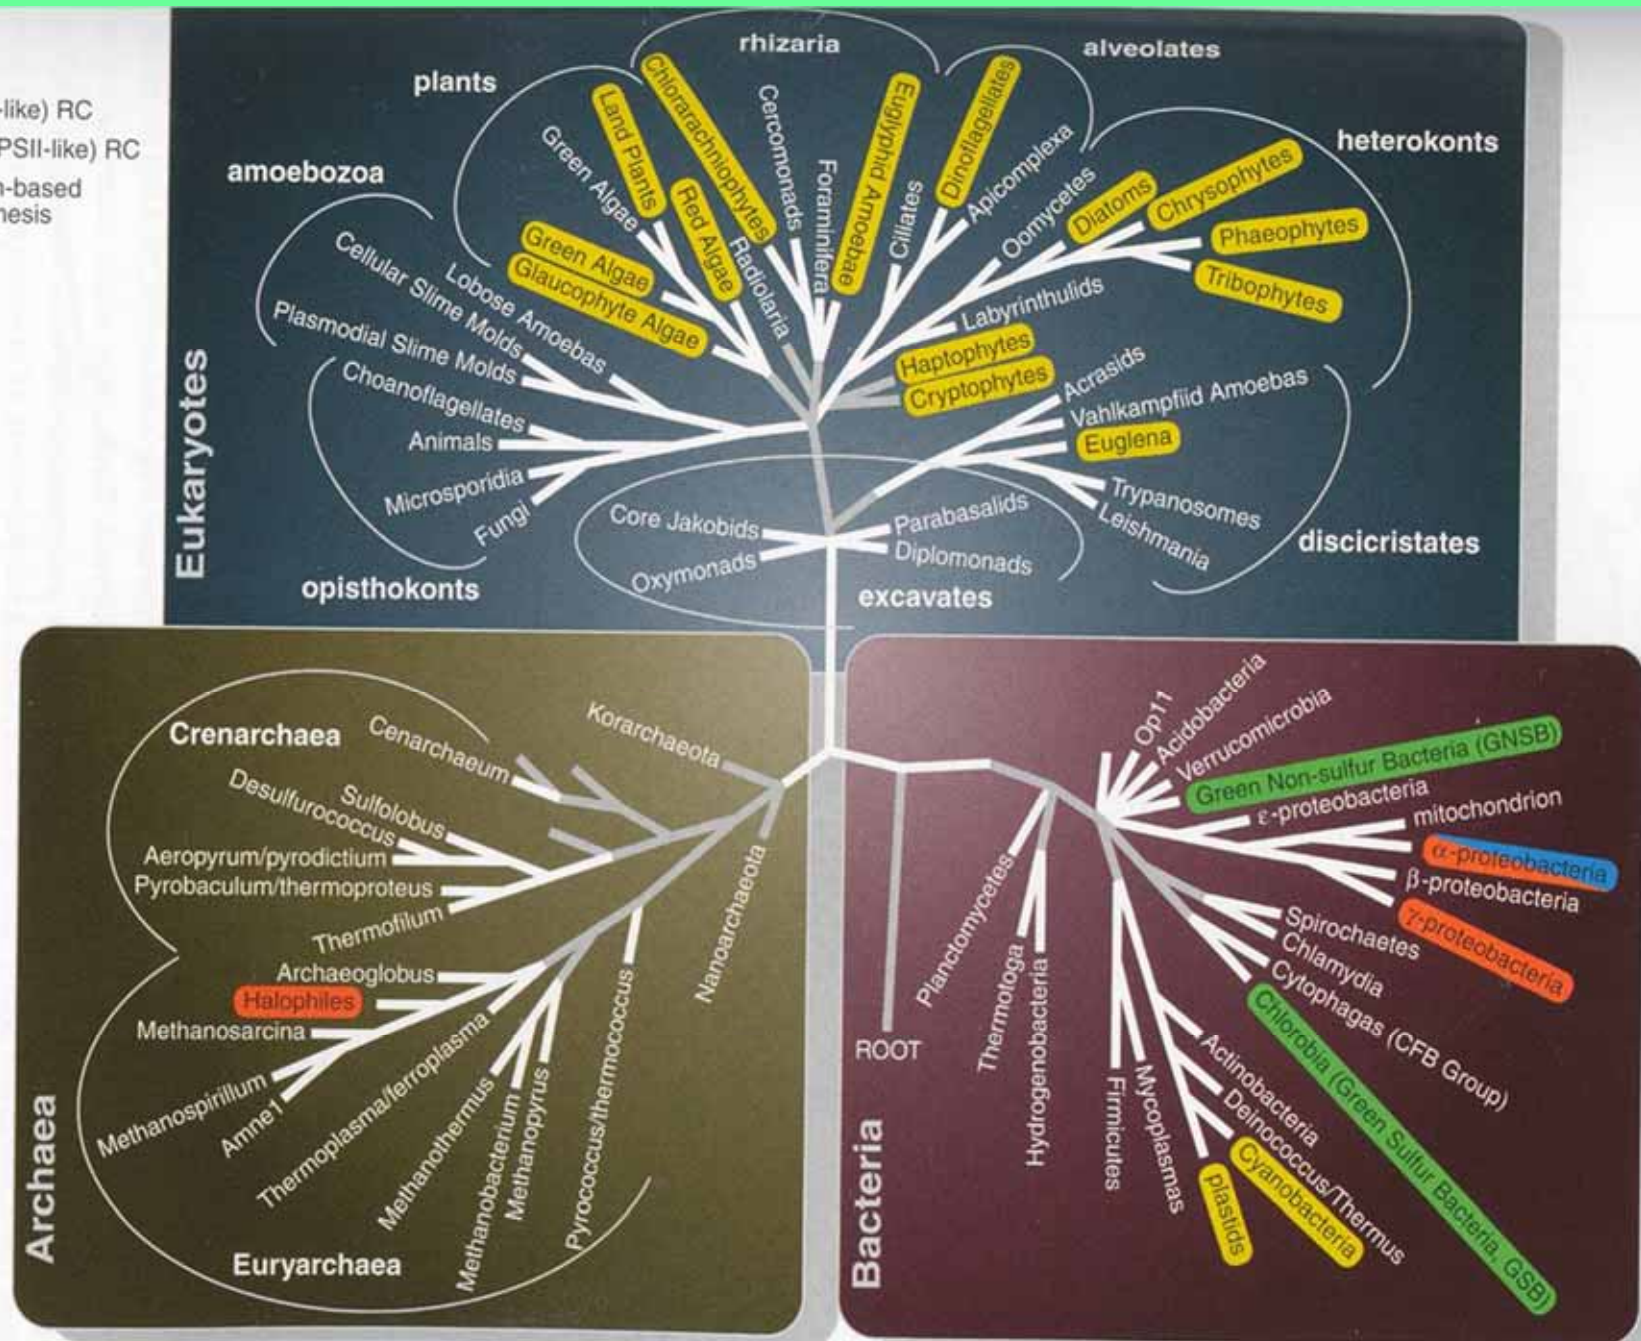 -like) RC
PSII-like) RC
n-based
nesis
rhizaria
alveolates
plants
heterokonts
amoebozoa
Chlorarachniophytes
Land Plants
Green Algae
Red Algae
Green Algae
Glaucophyte Algae
Radiolaria
Cercomonads
Foraminifera
Euglyphid Amoebae
Ciliates
Dinoflagellates
Apicomplexa
Oomycetes
Diatoms
Chrysophytes
Phaeophytes
Tribophytes
Labyrinthulids
Haptophytes
Cryptophytes
Lobose Amoebas
Cellular Slime Molds
Plasmodial Slime Molds
Choanoflagellates
Animals
Microsporidia
Fungi
Acrasids
Vahlkampfiid Amoebas
Euglena
Trypanosomes
Leishmania
Core Jakobids
Oxymonads
Parabasalids
Diplomonads
discicristates
opisthokonts
excavates
Eukaryotes
Crenarchaea
Cenarchaeum
Korarchaeota
Sulfolobus
Desulfurococcus
Aeropyrum/pyrodictium
Pyrobaculum/thermoproteus
Thermofilum
Archaeoglobus
Halophiles
Methanosarcina
Methanospirillum
Amne1
Thermoplasma/ferroplasma
Methanothermus
Methanobacterium
Methanopyrus
Pyrococcus/thermococcus
Nanoarchaeota
Euryarchaea
Archaea
ROOT
Planctomycetes
Thermotoga
Hydrogenobacteria
Firmicutes
Mycoplasmas
plastids
Cyanobacteria
Deinococcus/Thermus
Actinobacteria
Chlorobia (Green Sulfur Bacteria, GSB)
Cytophagas (CFB Group)
Chlamydia
Spirochaetes
γ-proteobacteria
β-proteobacteria
α-proteobacteria
mitochondrion
ε-proteobacteria
Green Non-sulfur Bacteria (GNSB)
Verrucomicrobia
Acidobacteria
Op11
Bacteria